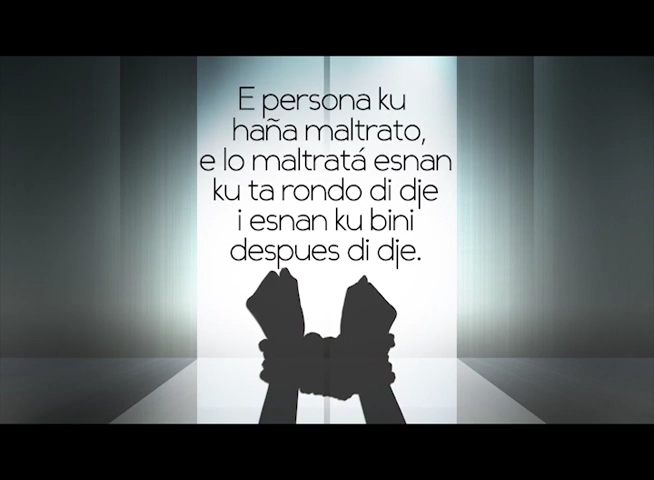 E persona ku
haña maltrato,
e lo maltratá esnan
ku ta rondo di dje
i esnan ku bini
despues di dje.